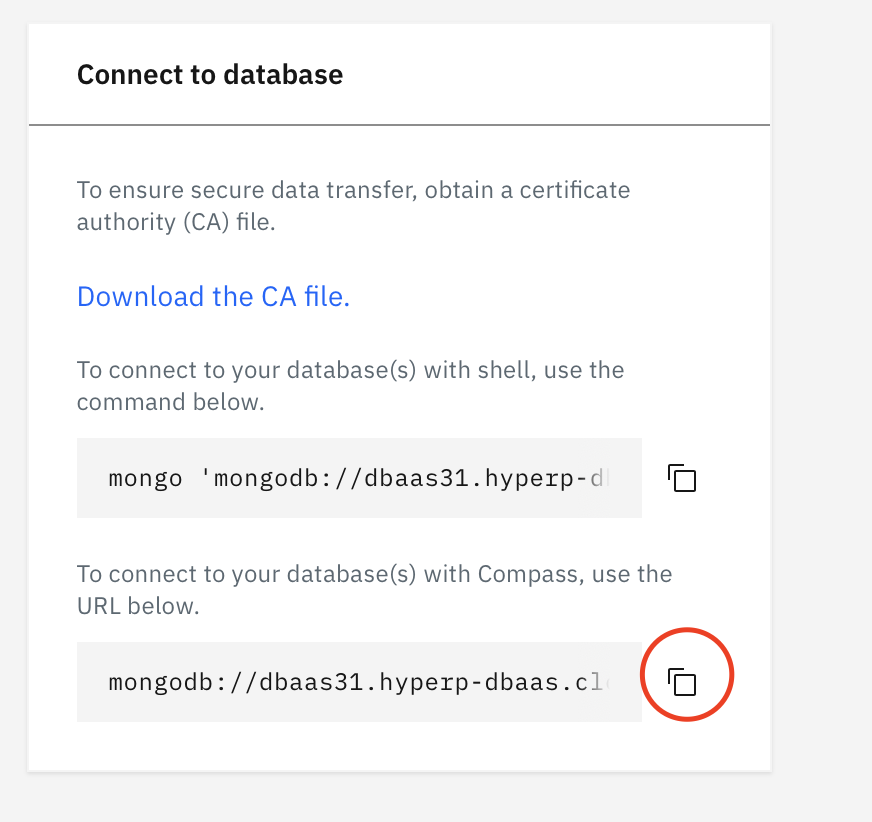 Connect to database
To ensure secure data transfer, obtain a certificate
authority (CA) file.
Download the CA file.
To connect to your database(s) with shell, use the
command below.
mongo 'mongodb://dbaas31.hyperp-d
To connect to your database(s) with Compass, use the
URL below.
mongodb://dbaas31.hyperp-dbaas.cl